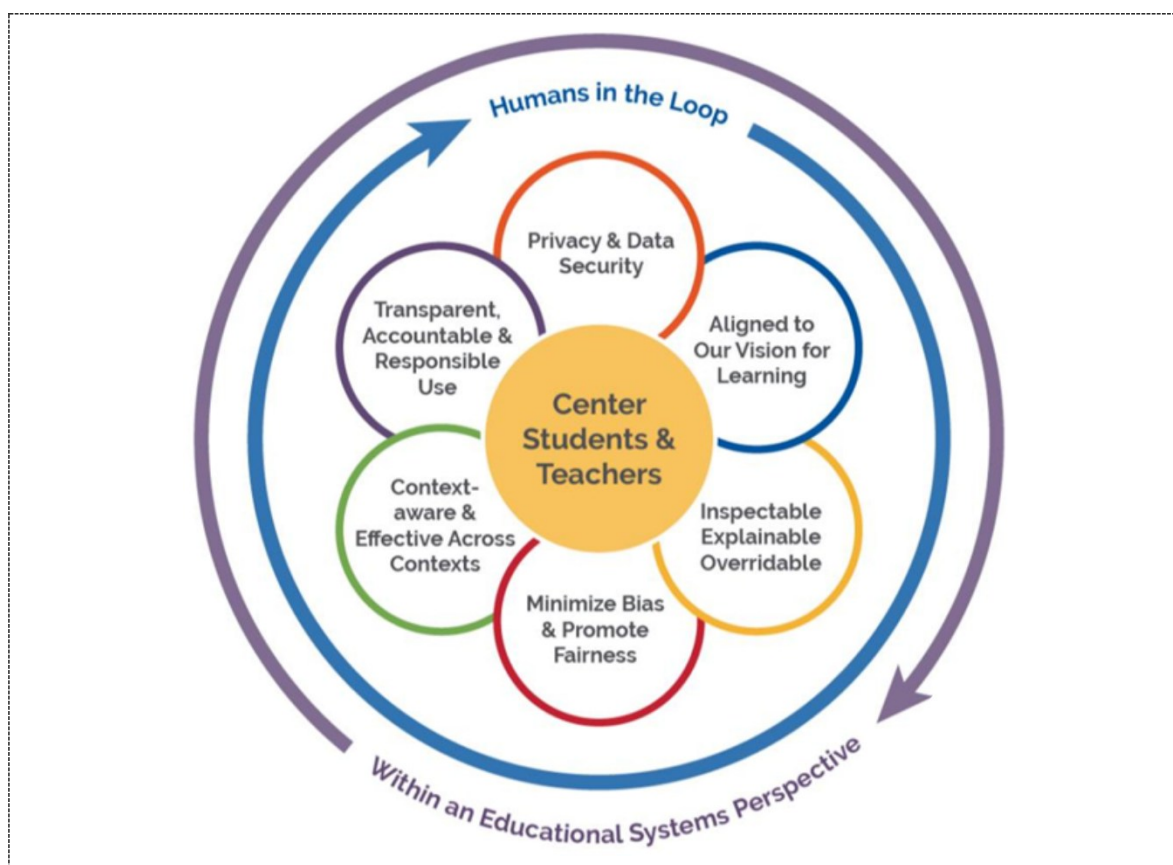 Humans in the Loop
Privacy & Data
Security
Transparent,
Accountable &
Responsible
Use
Aligned to
Our Vision for
Learning
Center
Students &
Teachers
Context-
aware &
Effective Across
Contexts
Inspectable
Explainable
Overridable
Minimize Bias
& Promote
Fairness
Within an Educational Systems Perspective